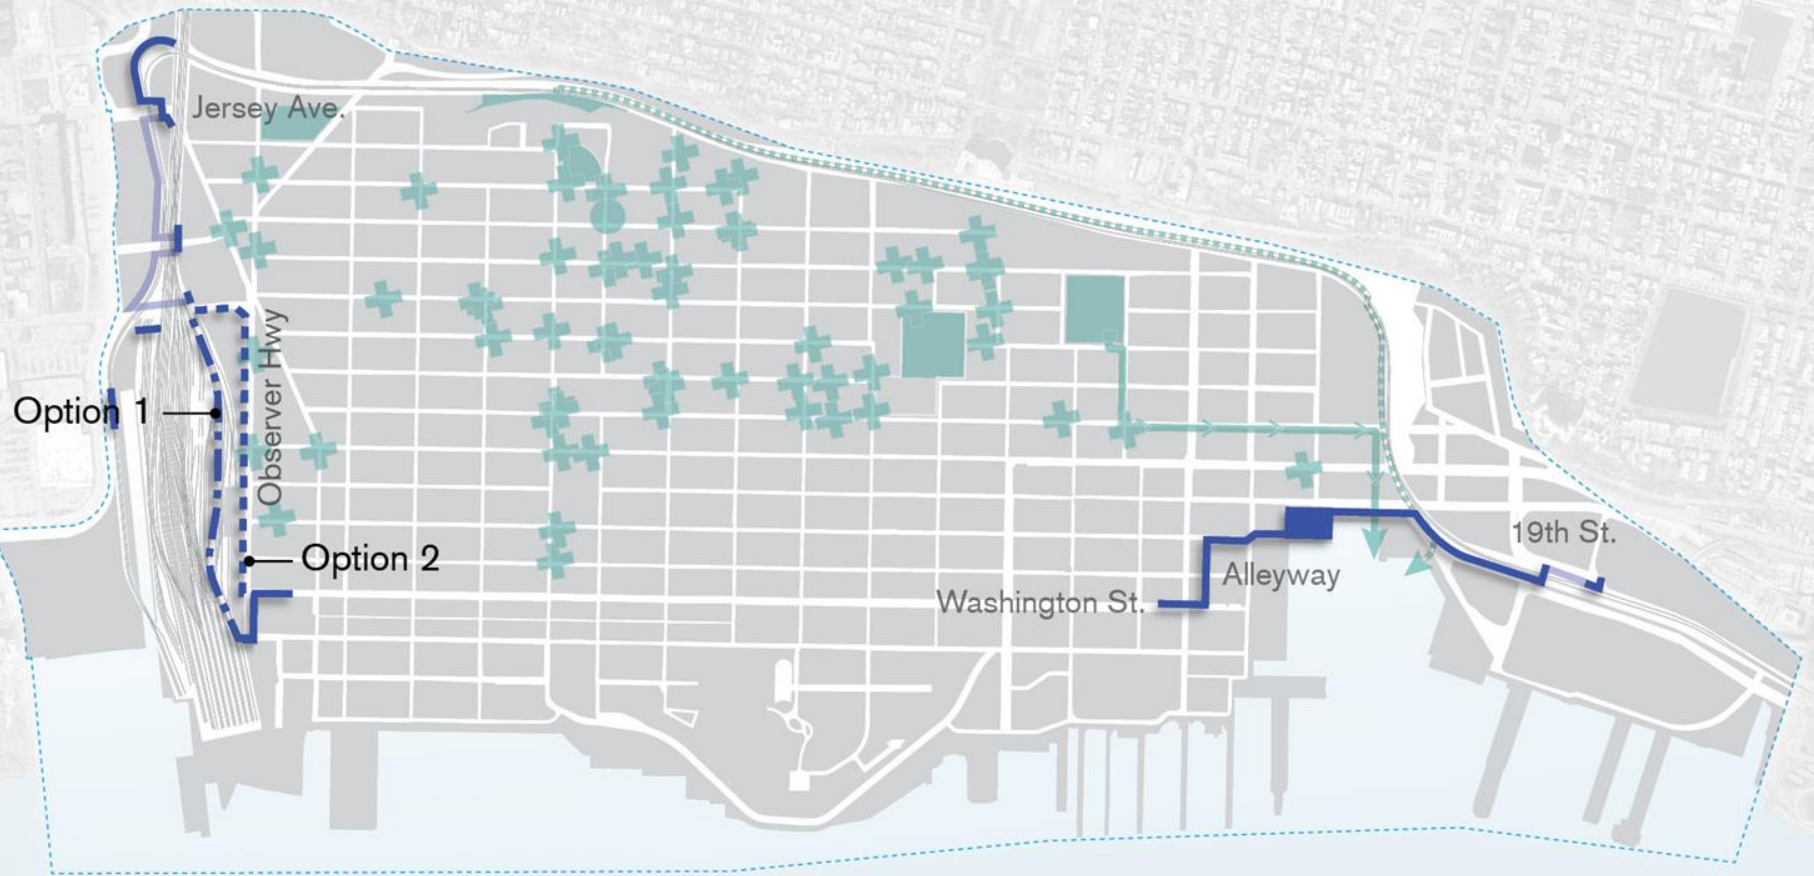 Jersey Ave.
Option 1
Observer Hwy
Option 2
19th St.
Alleyway
Washington St.